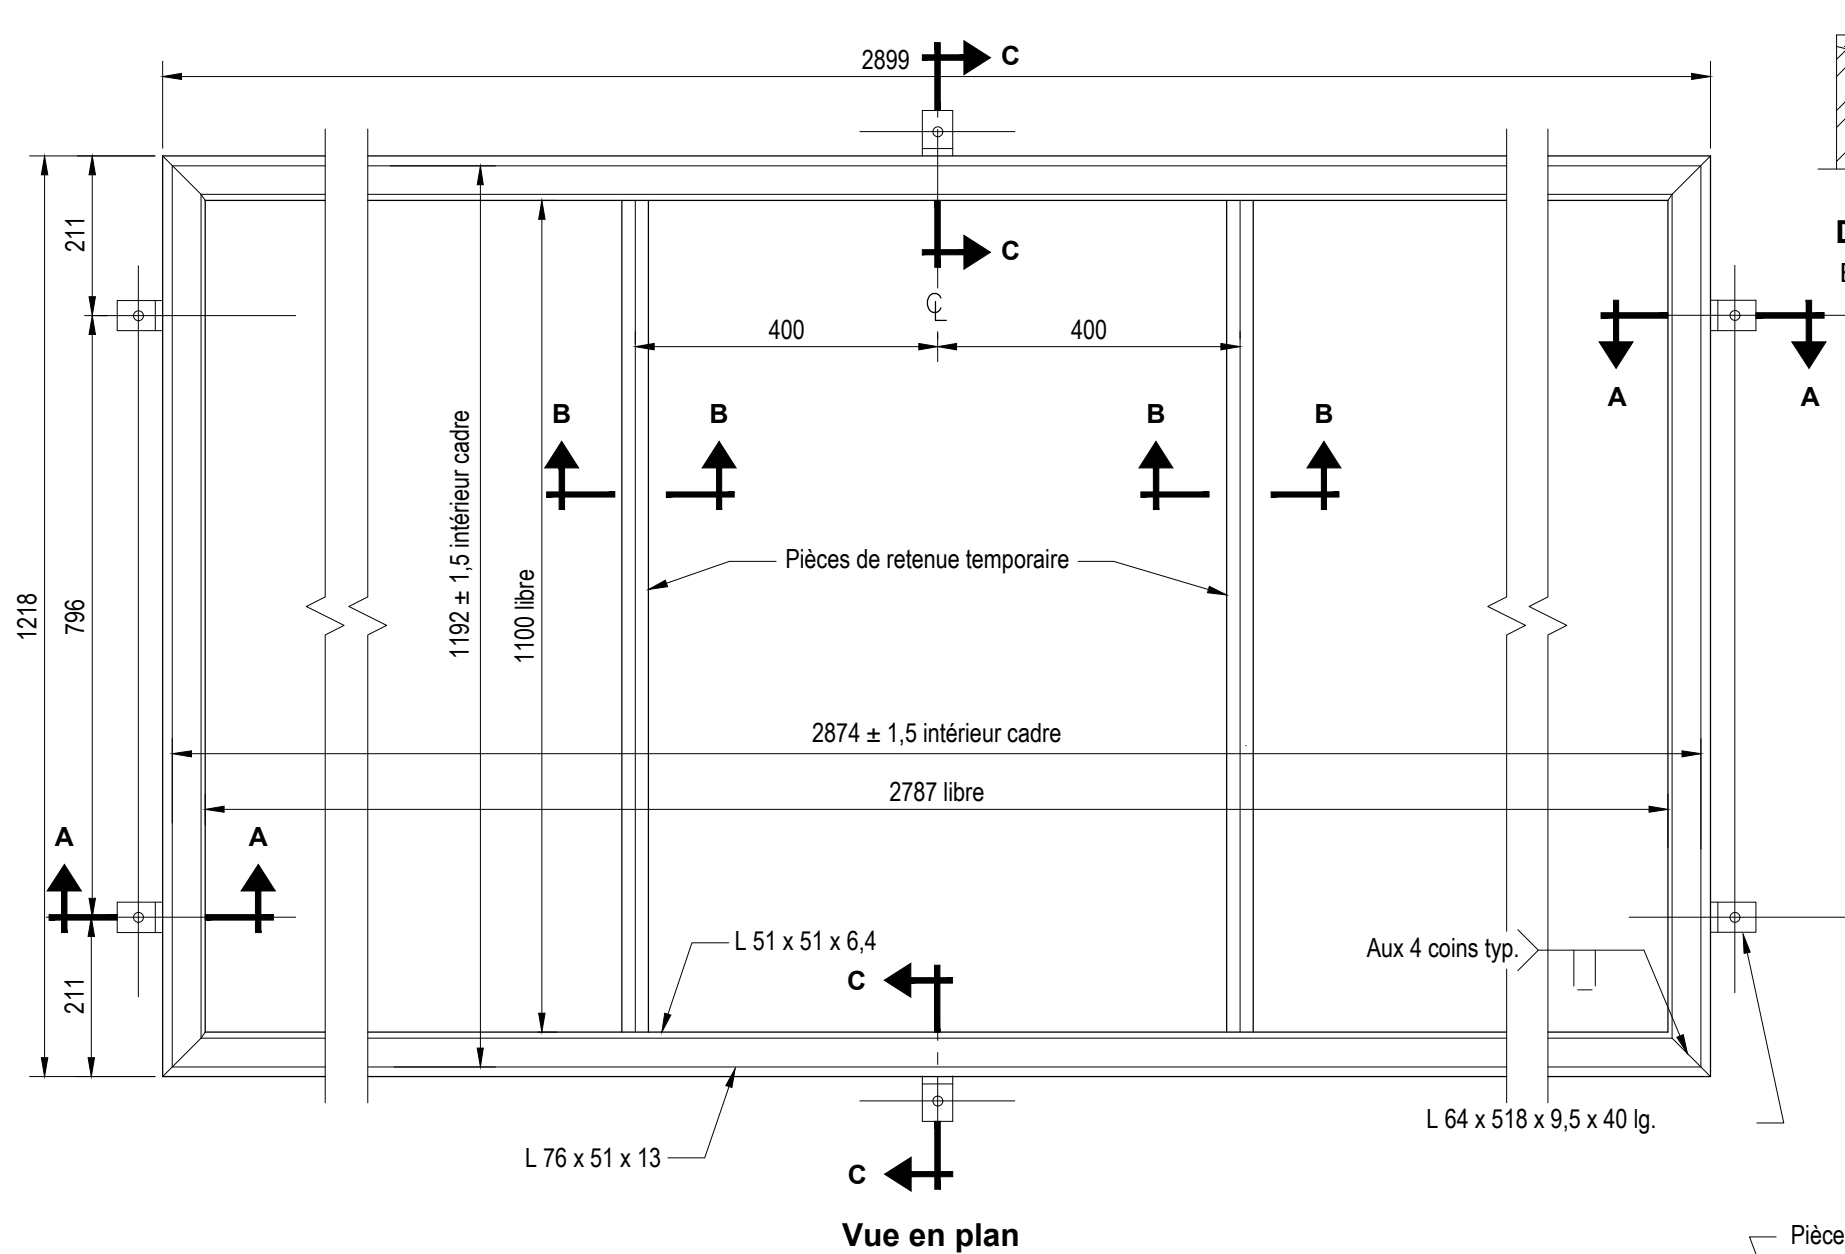 2899
C
C
D
E
211
℄
400
400
A
A
B
B
B
B
1192 ± 1,5 intérieur cadre
1100 libre
Pièces de retenue temporaire
1218
796
2874 ± 1,5 intérieur cadre
2787 libre
A
A
L 51 x 51 x 6,4
Aux 4 coins typ.
C
211
L 64 x 518 x 9,5 x 40 lg.
L 76 x 51 x 13
C
Vue en plan
Pièce